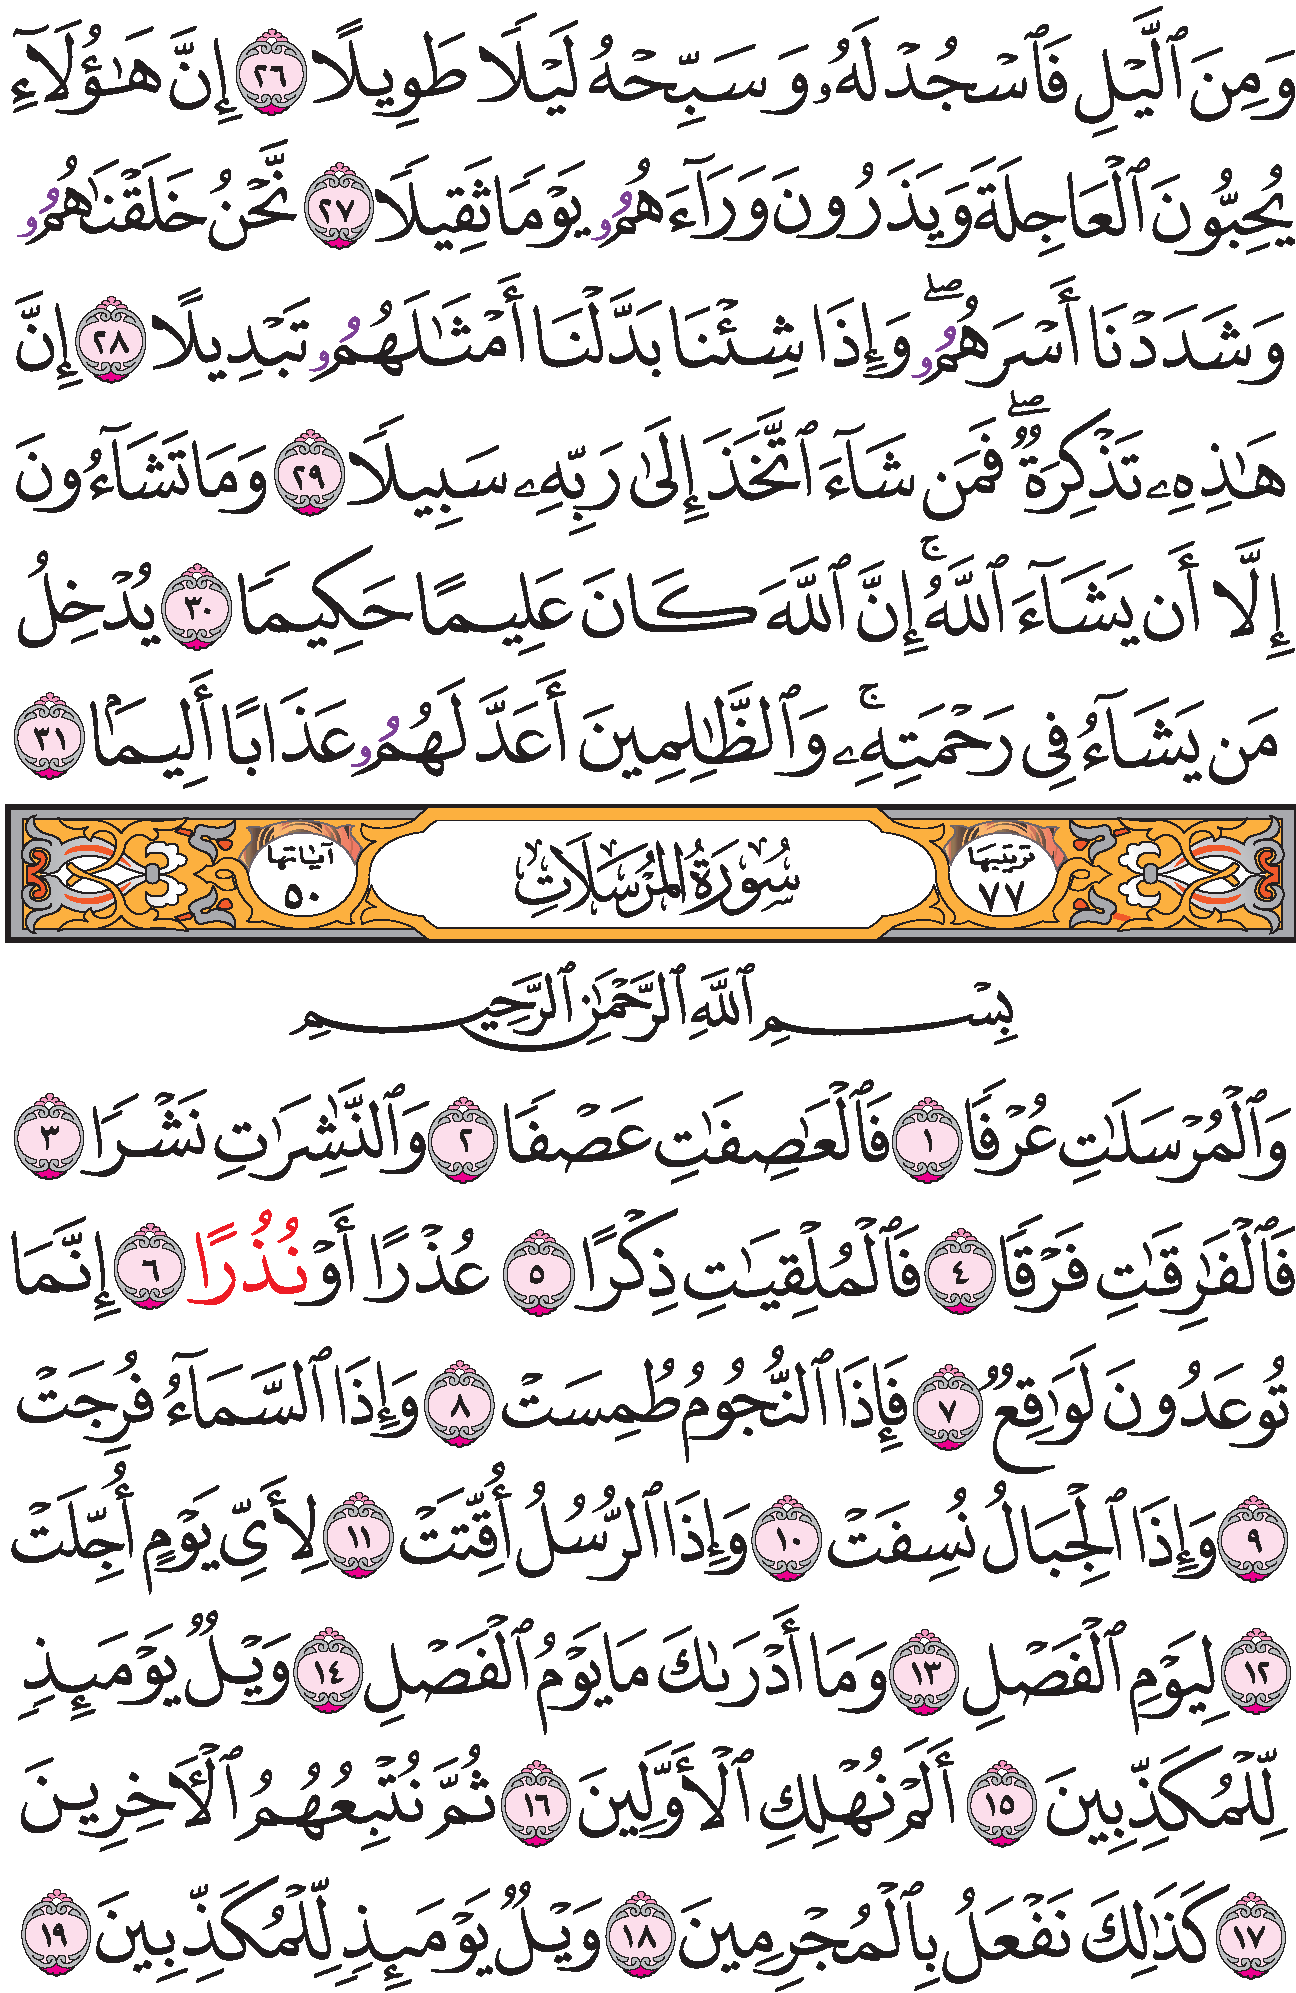 وَمِنَ ٱلَّيْلِ فَٱسْجُدْ لَهُۥ وَسَبِّحْهُ لَيْلًا طَوِيلًا ٢٦ إِنَّ هَـٰٓؤُلَآءِ
يُحِبُّونَ ٱلْعَاجِلَةَ وَيَذَرُونَ وَرَآءَهُمُۥ يَوْمًا ثَقِيلًا ٢٧ نَّحْنُ خَلَقْنَـٰهُمُۥ
وَشَدَدْنَا أَسْرَهُمُۥۖ وَإِذَا شِئْنَا بَدَّلْنَا أَمْثَـٰلَهُمُۥ تَبْدِيلًا ٢٨ إِنَّ
هَـٰذِهِۦ تَذْكِرَةٌۖ فَمَن شَآءَ ٱتَّخَذَ إِلَىٰ رَبِّهِۦ سَبِيلًا ٢٩ وَمَا تَشَآءُونَ
إِلَّا أَن يَشَآءَ ٱللَّهُۚ إِنَّ ٱللَّهَ كَانَ عَلِيمًا حَكِيمًا ٣٠ يُدْخِلُ
مَن يَشَآءُ فِى رَحْمَتِهِۦۚ وَٱلظَّـٰلِمِينَ أَعَدَّ لَهُمُۥ عَذَابًا أَلِيمًۢا ٣١
ترتيبها ٧٧ سُورَةُ المُرْسَلَات آياتها ٥٠
بِسْمِ ٱللَّهِ ٱلرَّحْمَـٰنِ ٱلرَّحِيمِ
وَٱلْمُرْسَلَـٰتِ عُرْفًا ١ فَٱلْعَـٰصِفَـٰتِ عَصْفًا ٢ وَٱلنَّـٰشِرَٰتِ نَشْرًا ٣
فَٱلْفَـٰرِقَـٰتِ فَرْقًا ٤ فَٱلْمُلْقِيَـٰتِ ذِكْرًا ٥ عُذْرًا أَوْ نُذُرًا ٦ إِنَّمَا
تُوعَدُونَ لَوَٰقِعٌ ٧ فَإِذَا ٱلنُّجُومُ طُمِسَتْ ٨ وَإِذَا ٱلسَّمَآءُ فُرِجَتْ
٩ وَإِذَا ٱلْجِبَالُ نُسِفَتْ ١٠ وَإِذَا ٱلرُّسُلُ أُقِّتَتْ ١١ لِأَىِّ يَوْمٍ أُجِّلَتْ
١٢ لِيَوْمِ ٱلْفَصْلِ ١٣ وَمَا أَدْرَىٰكَ مَا يَوْمُ ٱلْفَصْلِ ١٤ وَيْلٌ يَوْمَئِذٍ
لِّلْمُكَذِّبِينَ ١٥ أَلَمْ نُهْلِكِ ٱلْأَوَّلِينَ ١٦ ثُمَّ نُتْبِعُهُمُ ٱلْأَخِرِينَ
١٧ كَذَٰلِكَ نَفْعَلُ بِٱلْمُجْرِمِينَ ١٨ وَيْلٌ يَوْمَئِذٍ لِّلْمُكَذِّبِينَ ١٩